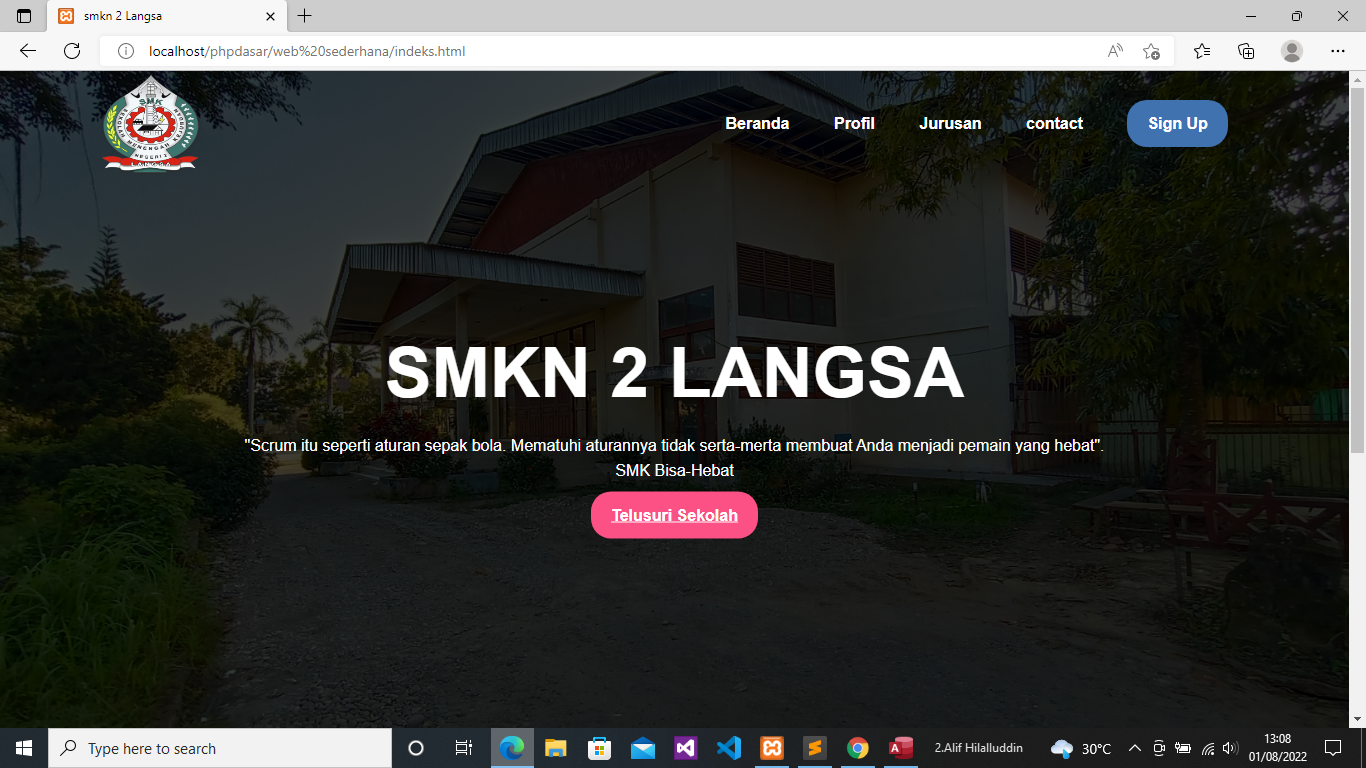 smkn 2 Langsa
localhost/phpdasar/web%20sederhana/indeks.html
SMK
SEKOLAH MENENGAH KEJURUAN
NEGERI 2
LANGSA
Beranda
Profil
Jurusan
contact
Sign Up
SMKN 2 LANGSA
"Scrum itu seperti aturan sepak bola. Mematuhi aturannya tidak serta-merta membuat Anda menjadi pemain yang hebat".
SMK Bisa-Hebat
Telusuri Sekolah
Type here to search
2.Alif Hilalluddin
30°C
13:08
01/08/2022